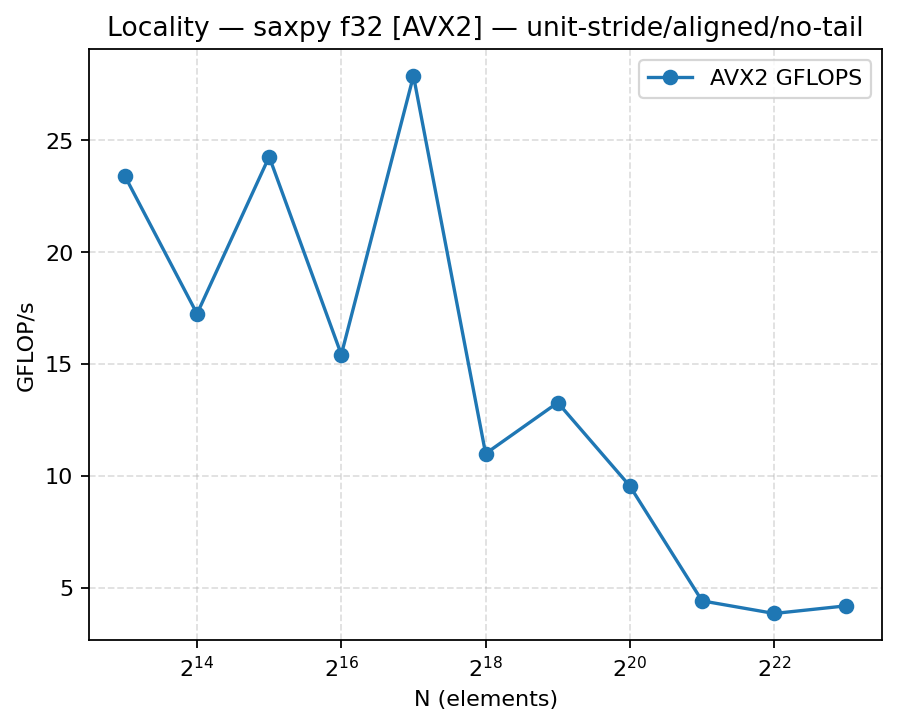 Locality — saxpy f32 [AVX2] — unit-stride/aligned/no-tail
AVX2 GFLOPS
GFLOP/s
25
20
15
10
5
2^14 2^16 2^18 2^20 2^22
N (elements)